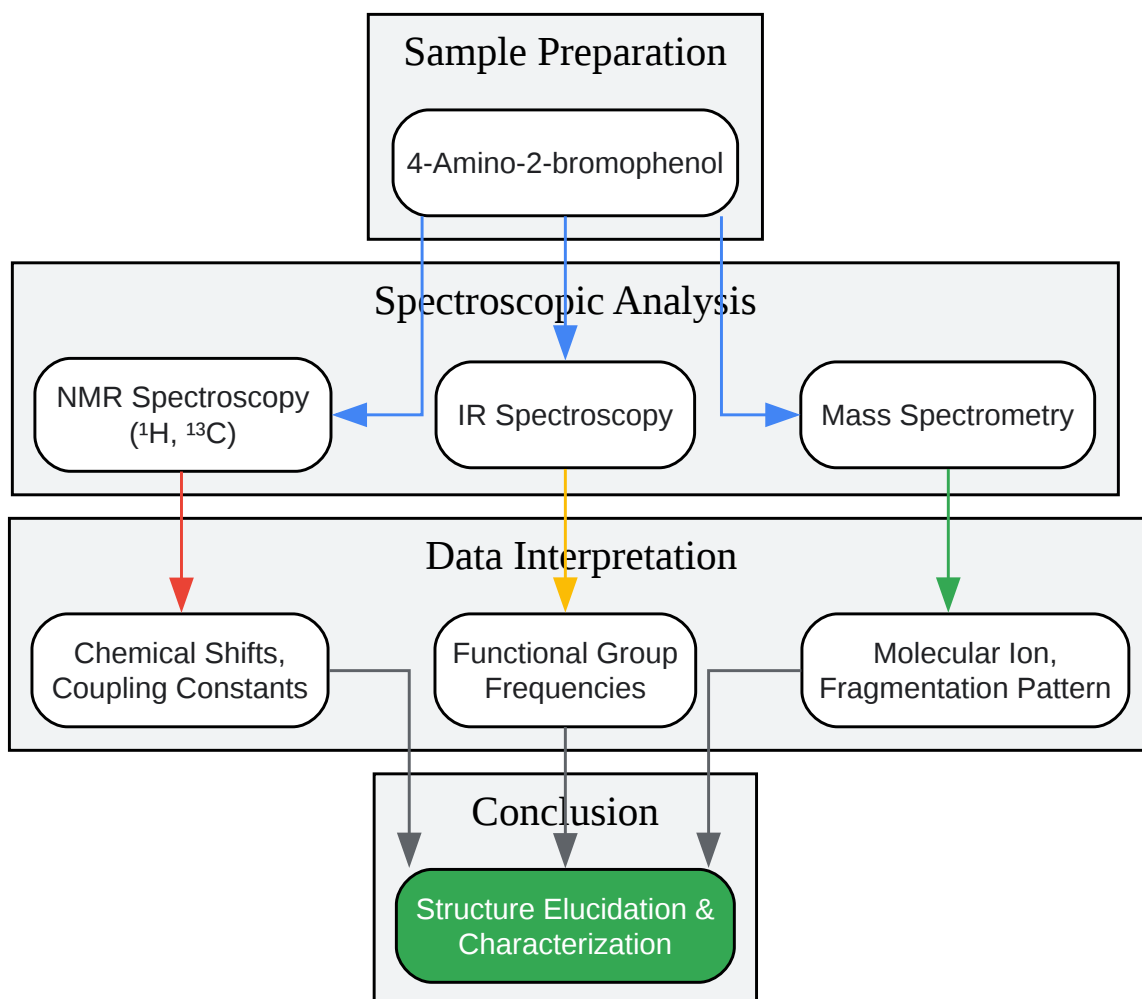 Sample Preparation
4-Amino-2-bromophenol
Spectroscopic Analysis
NMR Spectroscopy
(¹H, ¹³C)
IR Spectroscopy
Mass Spectrometry
Data Interpretation
Chemical Shifts,
Coupling Constants
Functional Group
Frequencies
Molecular Ion,
Fragmentation Pattern
Conclusion
Structure Elucidation &
Characterization